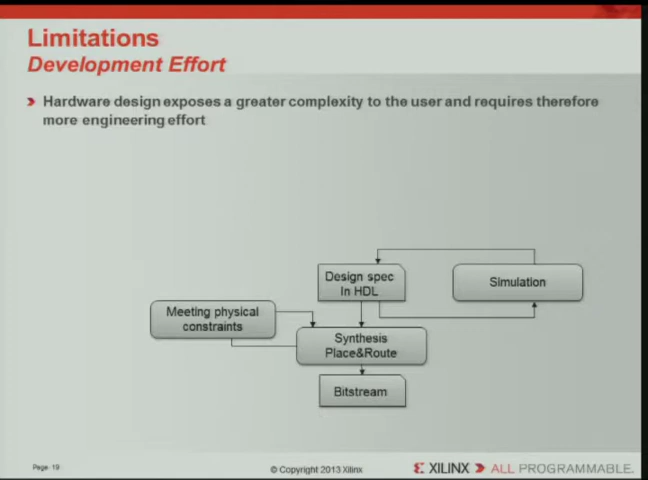 Limitations
Development Effort
Hardware design exposes a greater complexity to the user and requires therefore
more engineering effort
Design spec
In HDL
Simulation
Meeting physical
constraints
Synthesis
Place&Route
Bitstream
Page 19
© Copyright 2013 Xilinx
XILINX ALL PROGRAMMABLE.